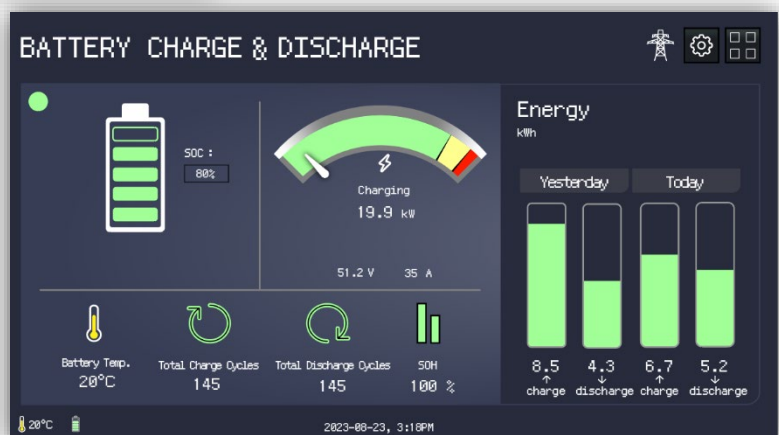 BATTERY CHARGE & DISCHARGE
SOC :
80%
Charging
19.9 kW
51.2 V 35 A
Battery Temp.
20°C
Total Charge Cycles
145
Total Discharge Cycles
145
SOH
100 %
Energy
kWh
Yesterday Today
8.5 4.3 6.7 5.2
↑ ↓ ↑ ↓
charge discharge charge discharge
20°C 2023-08-23, 3:18PM